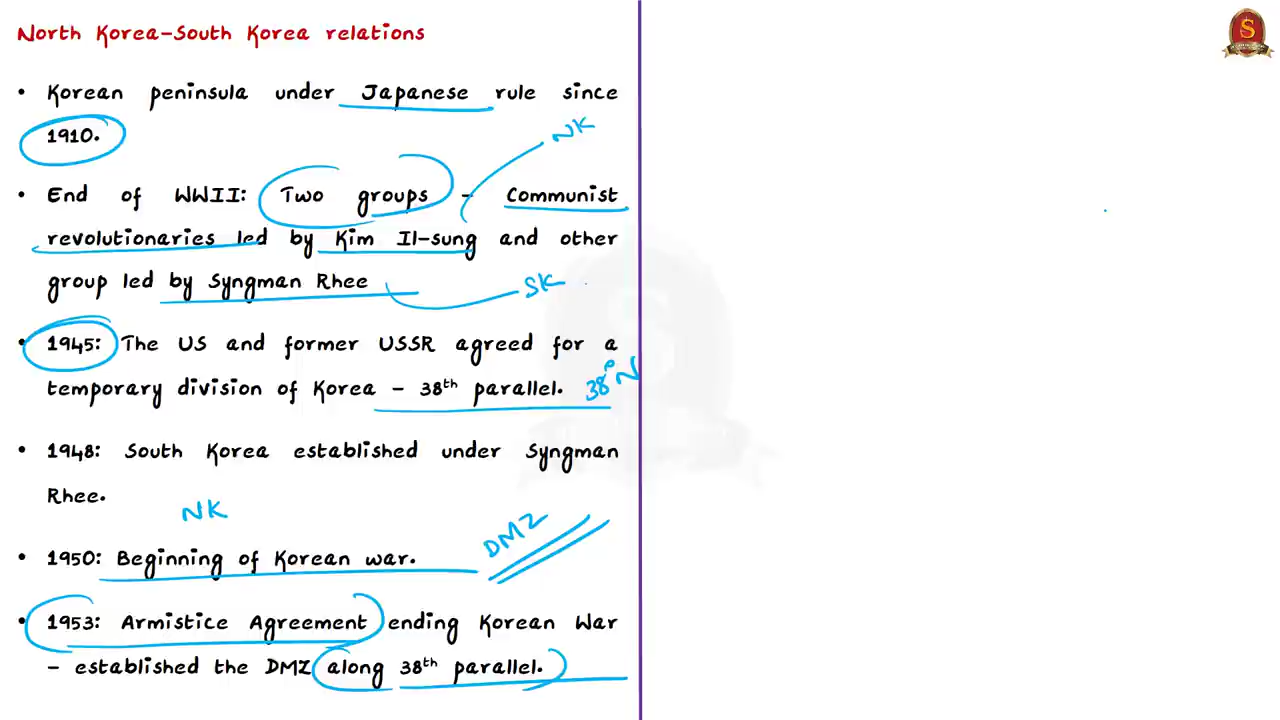 North Korea-South Korea relations
• Korean peninsula under Japanese rule since
1910.
NK
• End of WWII: Two groups - Communist
revolutionaries led by Kim Il-sung and other
group led by Syngman Rhee
SK
• 1945: The US and former USSR agreed for a
temporary division of Korea - 38th parallel.
38° N
• 1948: South Korea established under Syngman
Rhee.
NK
DMZ
• 1950: Beginning of Korean war.
• 1953: Armistice Agreement ending Korean War
- established the DMZ along 38th parallel.
S